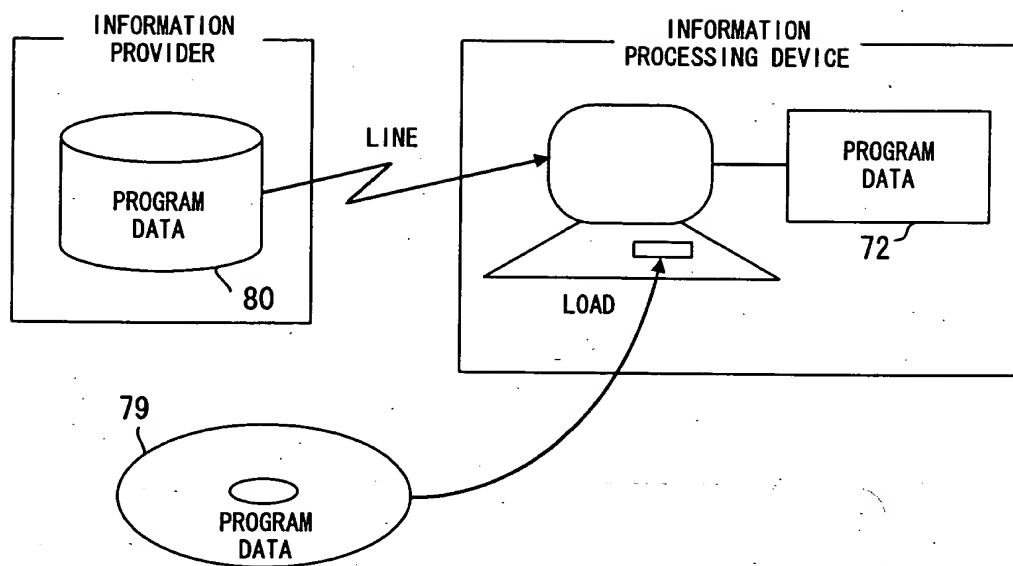 INFORMATION
PROVIDER
PROGRAM
DATA
80
LINE
INFORMATION
PROCESSING DEVICE
PROGRAM
DATA
72
LOAD
79
PROGRAM
DATA